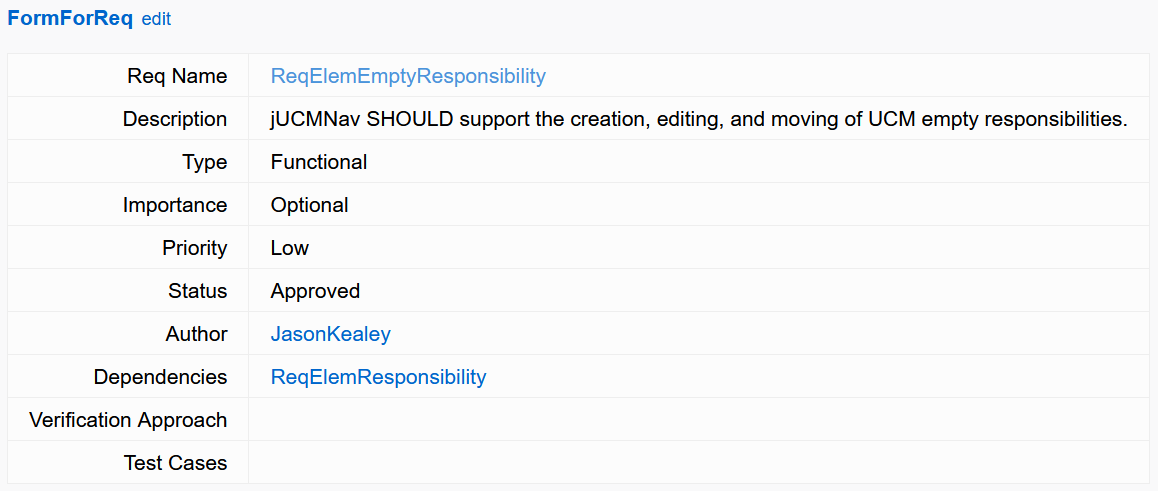 FormForReq edit
Req Name ReqElemEmptyResponsibility
Description jUCMNav SHOULD support the creation, editing, and moving of UCM empty responsibilities.
Type Functional
Importance Optional
Priority Low
Status Approved
Author JasonKealey
Dependencies ReqElemResponsibility
Verification Approach
Test Cases